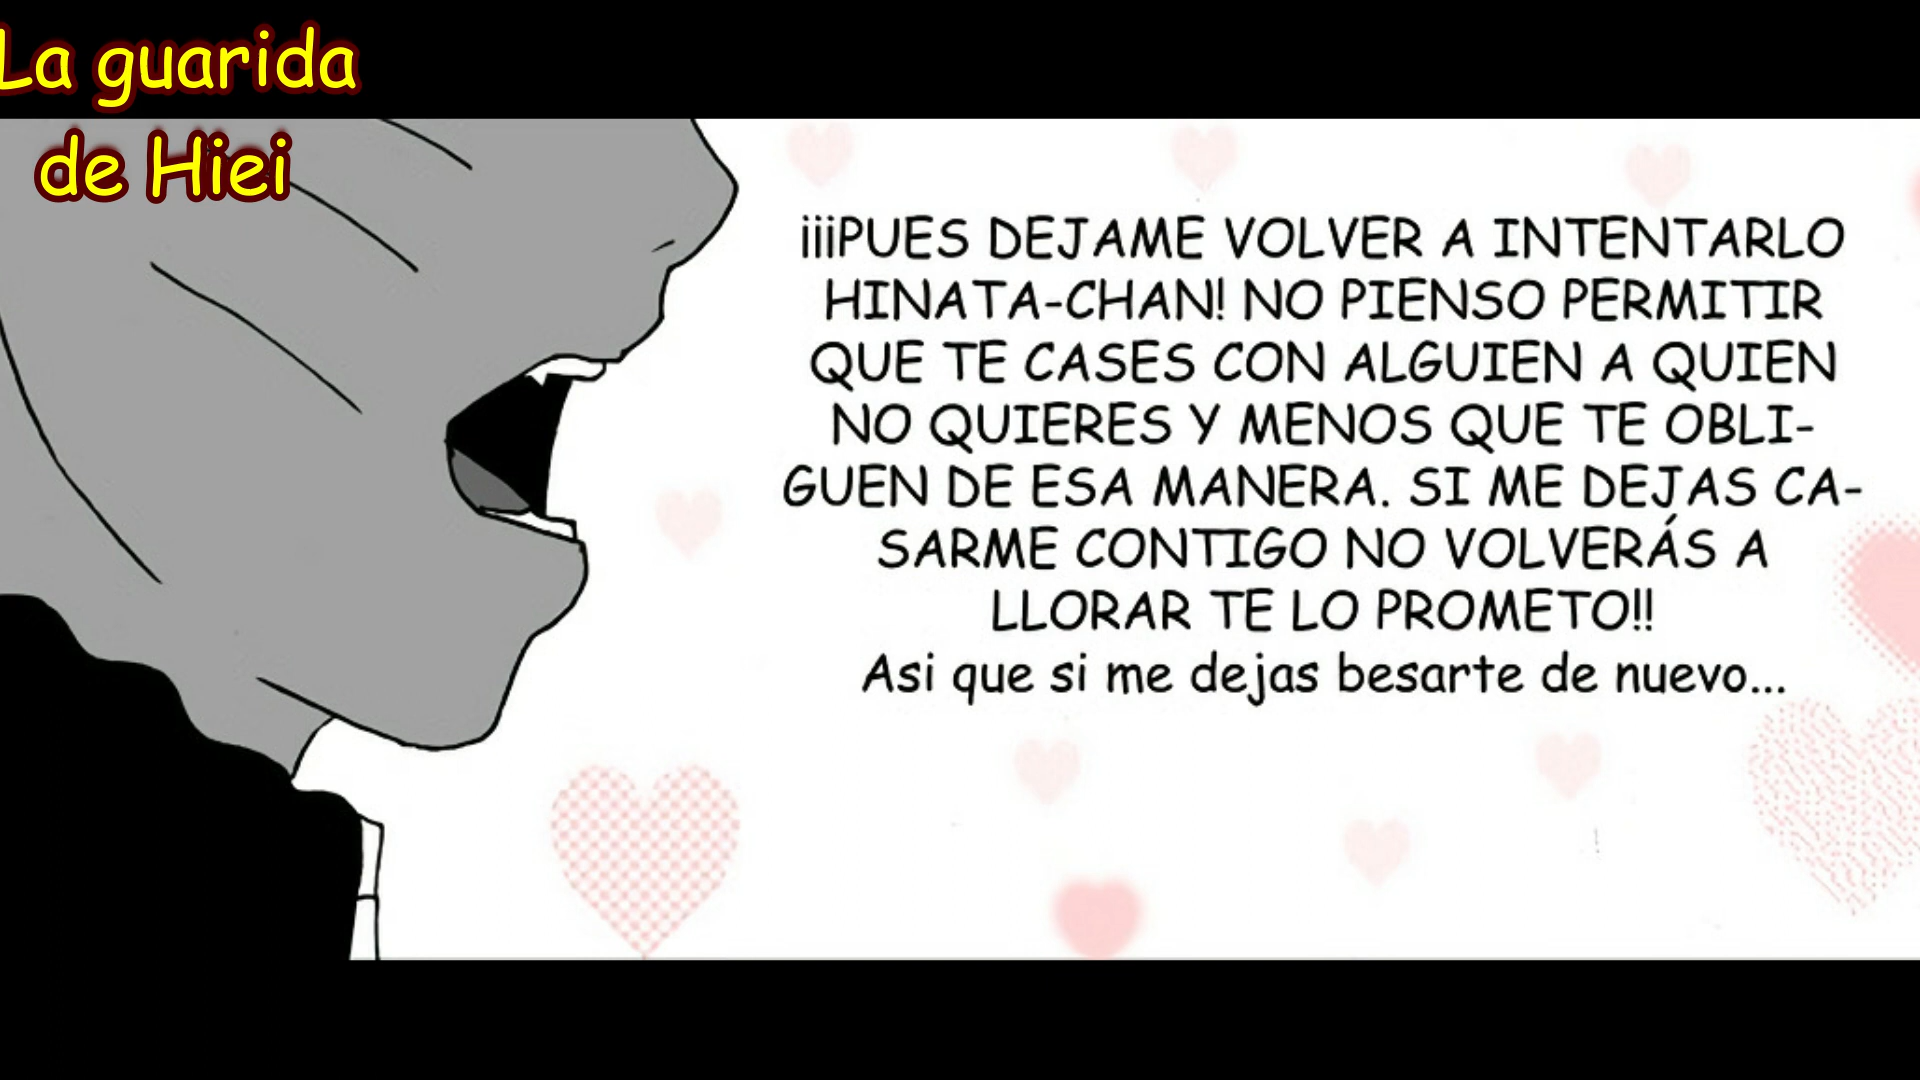 La guarida
de Hiei
¡¡¡PUES DEJAME VOLVER A INTENTARLO
HINATA-CHAN! NO PIENSO PERMITIR
QUE TE CASES CON ALGUIEN A QUIEN
NO QUIERES Y MENOS QUE TE OBLI-
GUEN DE ESA MANERA. SI ME DEJAS CA-
SARME CONTIGO NO VOLVERÁS A
LLORAR TE LO PROMETO!!
Asi que si me dejas besarte de nuevo...